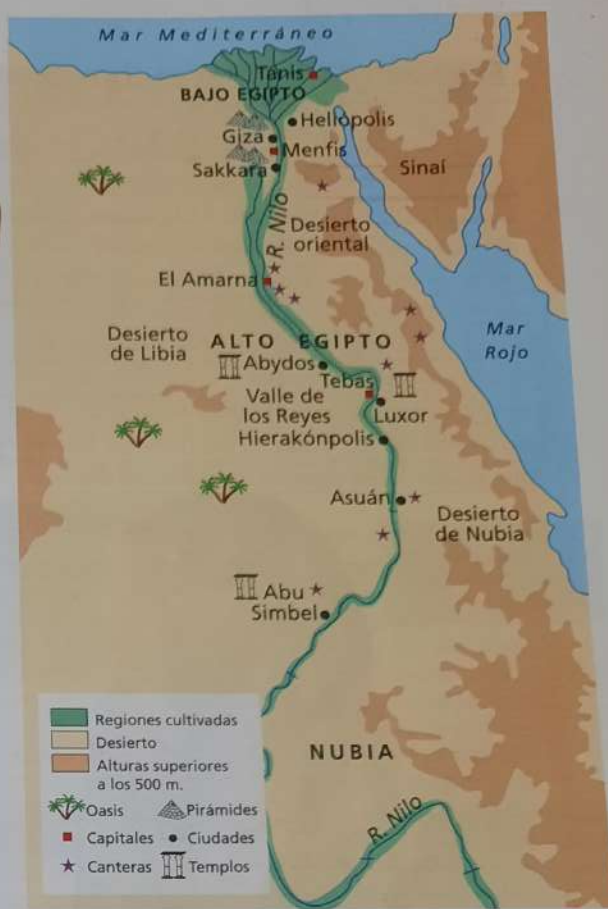 Mar Mediterráneo
Tanis
BAJO EGIPTO
Heliópolis
Giza
Menfis
Sakkara
Sinaí
R. Nilo
Desierto
oriental
El Amarna
Desierto
de Libia
ALTO EGIPTO
Mar
Rojo
Abydos
Tebas
Valle de
los Reyes
Luxor
Hierakónpolis
Asuán
Desierto
de Nubia
Abu
Simbel
NUBIA
R. Nilo
Regiones cultivadas
Desierto
Alturas superiores
a los 500 m.
Oasis
Pirámides
Capitales
Ciudades
Canteras
Templos